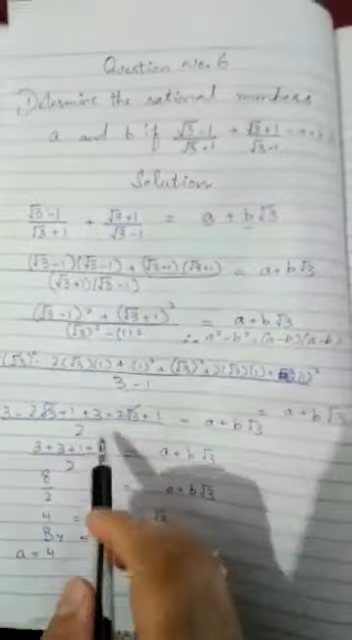 Question No. 6
Determine the rational numbers
a and b if (√3-1)/(√3+1) + (√3+1)/(√3-1) = a + b
Solution
(√3-1)/(√3+1) + (√3+1)/(√3-1) = a + b√3
((√3-1)(√3-1) + (√3+1)(√3+1))/((√3+1)(√3-1)) = a+b√3
((√3-1)² + (√3+1)²)/((√3)² - (1)²) = a+b√3
∴ a²-b² = (a+b)(a-b)
(√3)² - 2(√3)(1) + (1)² + (√3)² + 2(√3)(1) + (1)²/3-1
= a+b√3
3-2√3+1+3+2√3+1/2 = a+b√3
3+3+1+ /2 = a+b√3
8/2 = a+b√3
4 = √3
By
a = 4